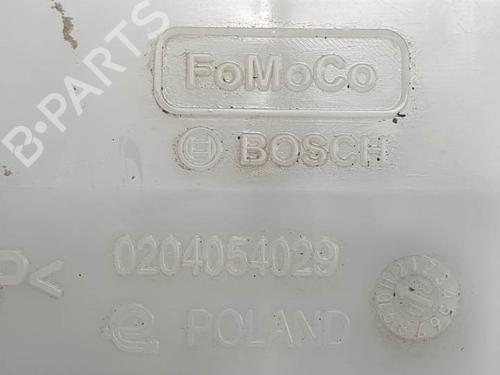 B-PARTS
FoMoCo
BOSCH
0204054029
POLAND